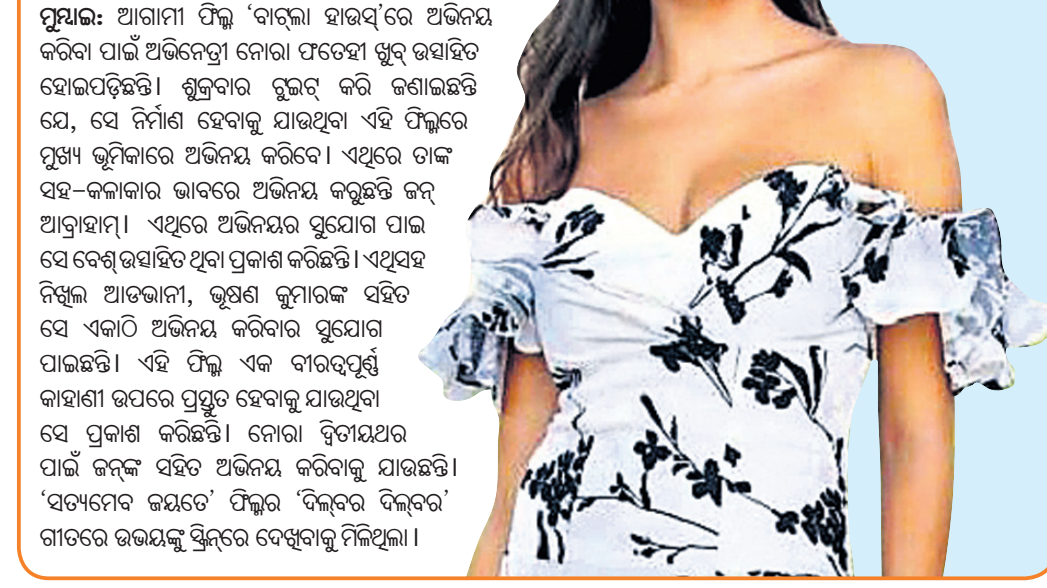 ମୁମ୍ବାଇ: ଆଗାମୀ ଫିଲ୍ମ ‘ବାଟ୍‌ଲା ହାଉସ୍‌’ରେ ଅଭିନୟ
କରିବା ପାଇଁ ଅଭିନେତ୍ରୀ ନୋରା ଫତେହୀ ଖୁବ୍ ଉତ୍ସାହିତ
ହୋଇପଡ଼ିଛନ୍ତି। ଶୁକ୍ରବାର ଟୁଇଟ୍ କରି ଜଣାଇଛନ୍ତି
ଯେ, ସେ ନିର୍ମାଣ ହେବାକୁ ଯାଉଥିବା ଏହି ଫିଲ୍ମରେ
ମୁଖ୍ୟ ଭୂମିକାରେ ଅଭିନୟ କରିବେ। ଏଥିରେ ତାଙ୍କ
ସହ-କଳାକାର ଭାବରେ ଅଭିନୟ କରୁଛନ୍ତି ଜନ୍
ଆବ୍ରାହାମ୍। ଏଥିରେ ଅଭିନୟର ସୁଯୋଗ ପାଇ
ସେ ବେଶ୍ ଉତ୍ସାହିତ ଥିବା ପ୍ରକାଶ କରିଛନ୍ତି। ଏଥିସହ
ନିଖିଲ ଆଡଭାନୀ, ଭୂଷଣ କୁମାରଙ୍କ ସହିତ
ସେ ଏକାଠି ଅଭିନୟ କରିବାର ସୁଯୋଗ
ପାଇଛନ୍ତି। ଏହି ଫିଲ୍ମ ଏକ ବୀରତ୍ୱପୂର୍ଣ୍ଣ
କାହାଣୀ ଉପରେ ପ୍ରସ୍ତୁତ ହେବାକୁ ଯାଉଥିବା
ସେ ପ୍ରକାଶ କରିଛନ୍ତି। ନୋରା ଦ୍ୱିତୀୟଥର
ପାଇଁ ଜନ୍‌ଙ୍କ ସହିତ ଅଭିନୟ କରିବାକୁ ଯାଉଛନ୍ତି।
‘ସତ୍ୟମେବ ଜୟତେ’ ଫିଲ୍ମର ‘ଦିଲ୍‌ବର ଦିଲ୍‌ବର’
ଗୀତରେ ଉଭୟଙ୍କୁ ସ୍କ୍ରିନ୍‌ରେ ଦେଖିବାକୁ ମିଳିଥିଲା।